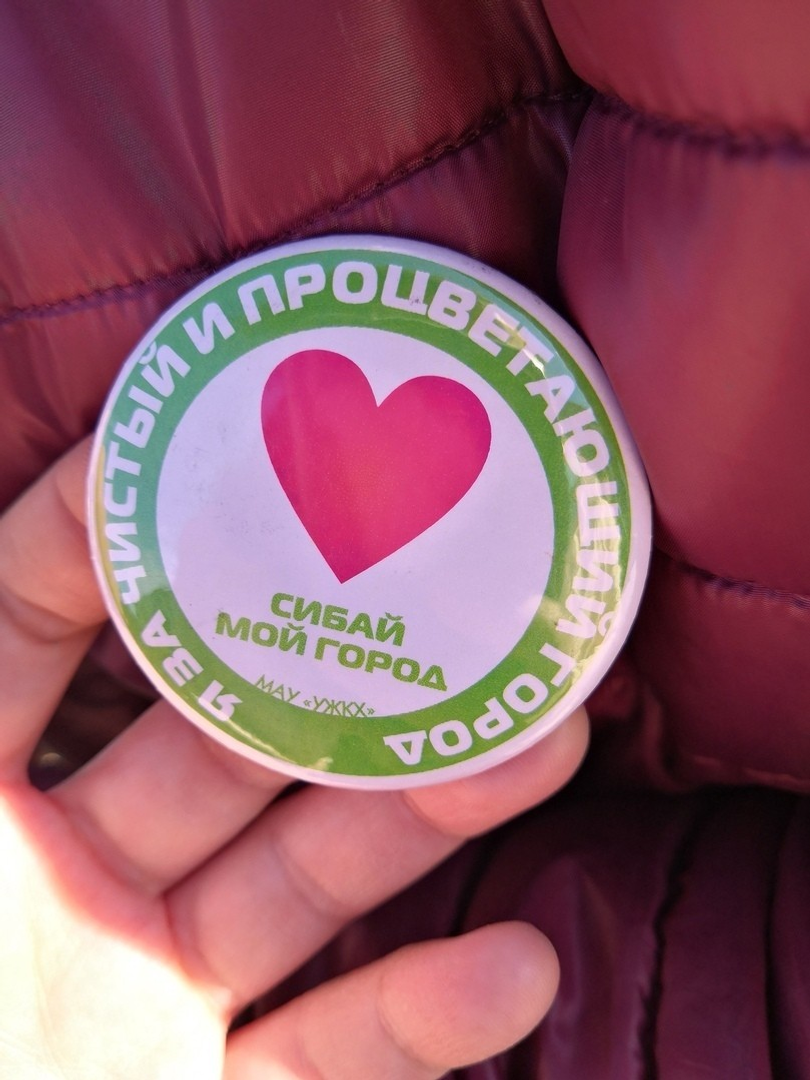 Я ЗА ЧИСТЫЙ И ПРОЦВЕТАЮЩИЙ ГОРОД
СИБАЙ
МОЙ ГОРОД
МАУ «УЖКХ»